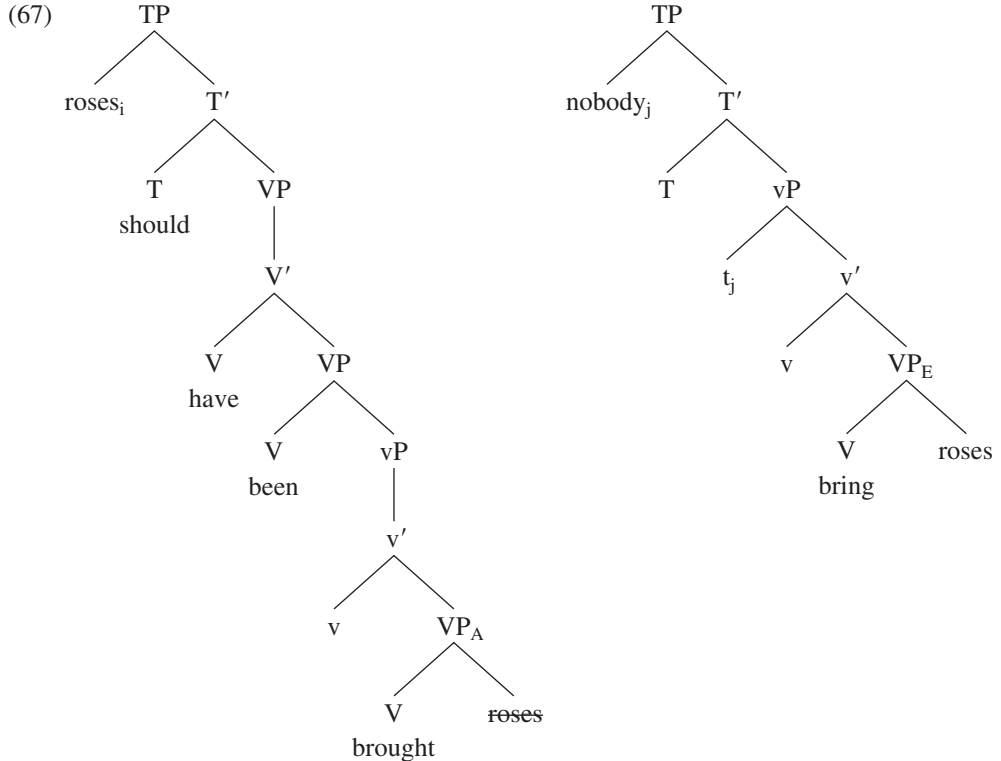 (67) TP TP
roses_i T′ nobody_j T′
T VP T vP
should
V′ t_j v′
V VP v VP_E
have
V vP V roses
been bring
v′
v VP_A
V ~~roses~~
brought